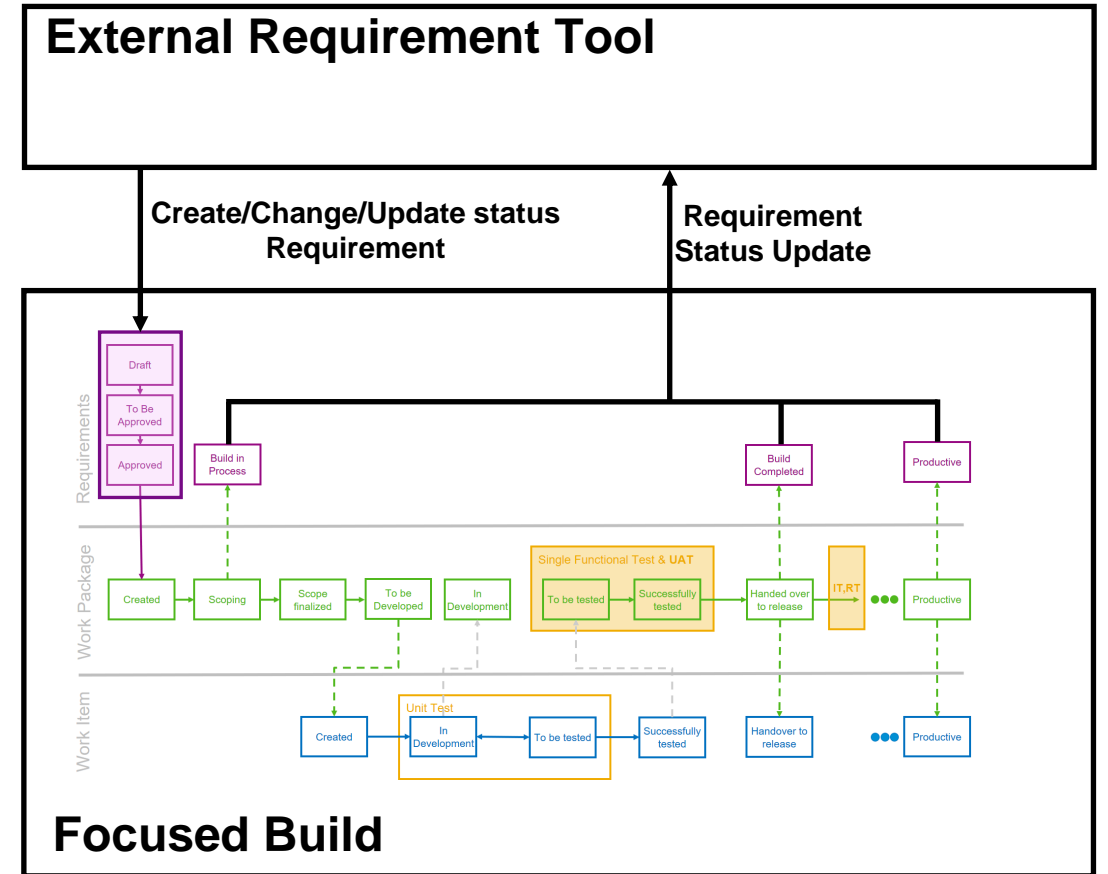 External Requirement Tool
Create/Change/Update status
Requirement
Requirement
Status Update
Requirements
Draft
To Be
Approved
Approved
Build in
Process
Build
Completed
Productive
Work Package
Single Functional Test & UAT
Created
Scoping
Scope
finalized
To be
Developed
In
Development
To be tested
Successfully
tested
Handed over
to release
IT,RT
Productive
Work Item
Unit Test
Created
In
Development
To be tested
Successfully
tested
Handover to
release
Productive
Focused Build